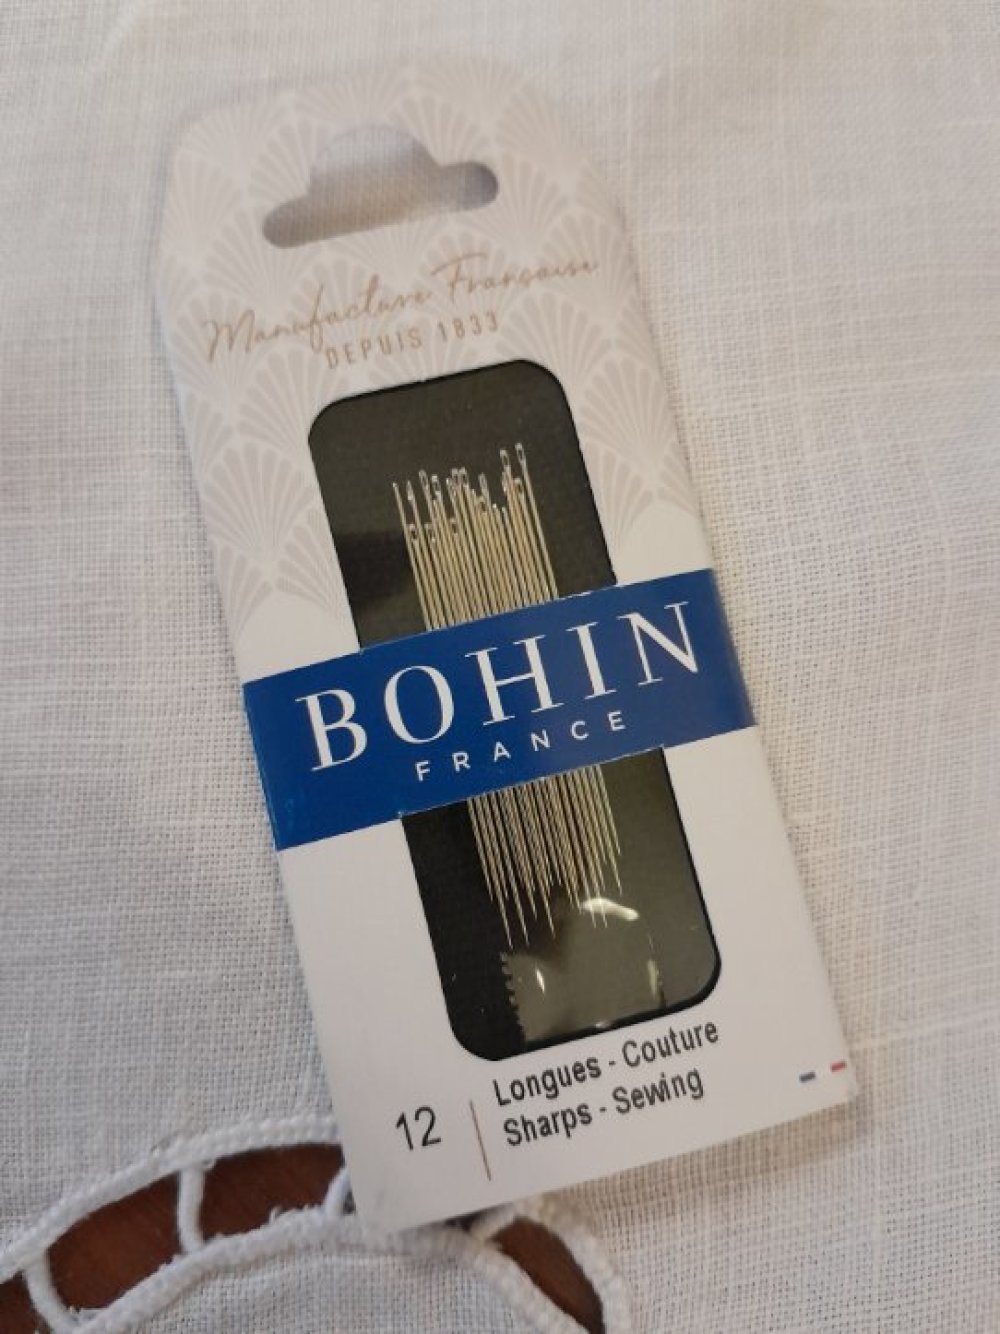 Manufacture Française
DEPUIS 1833
BOHIN
FRANCE
12
Longues - Couture
Sharps - Sewing